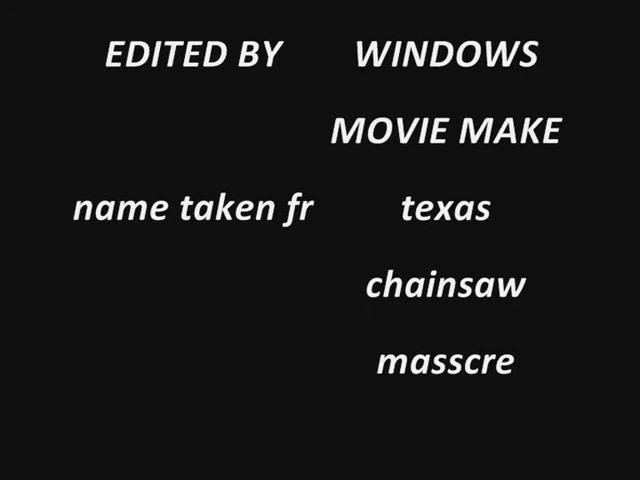 EDITED BY WINDOWS
MOVIE MAKE
name taken fr texas
chainsaw
masscre